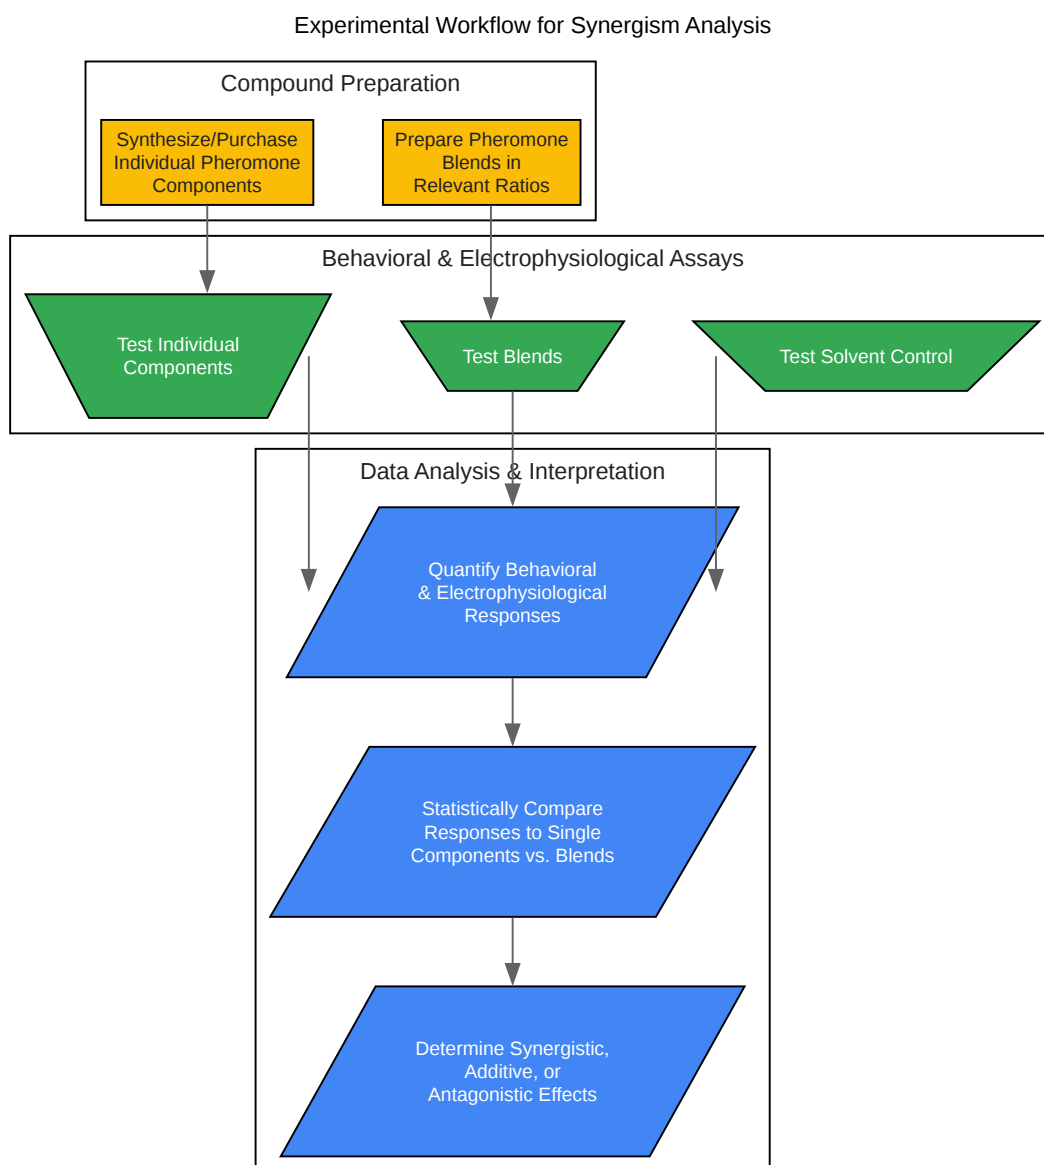 Experimental Workflow for Synergism Analysis
Compound Preparation
Synthesize/Purchase
Individual Pheromone
Components
Prepare Pheromone
Blends in
Relevant Ratios
Behavioral & Electrophysiological Assays
Test Individual
Components
Test Blends
Test Solvent Control
Data Analysis & Interpretation
Quantify Behavioral
& Electrophysiological
Responses
Statistically Compare
Responses to Single
Components vs. Blends
Determine Synergistic,
Additive, or
Antagonistic Effects